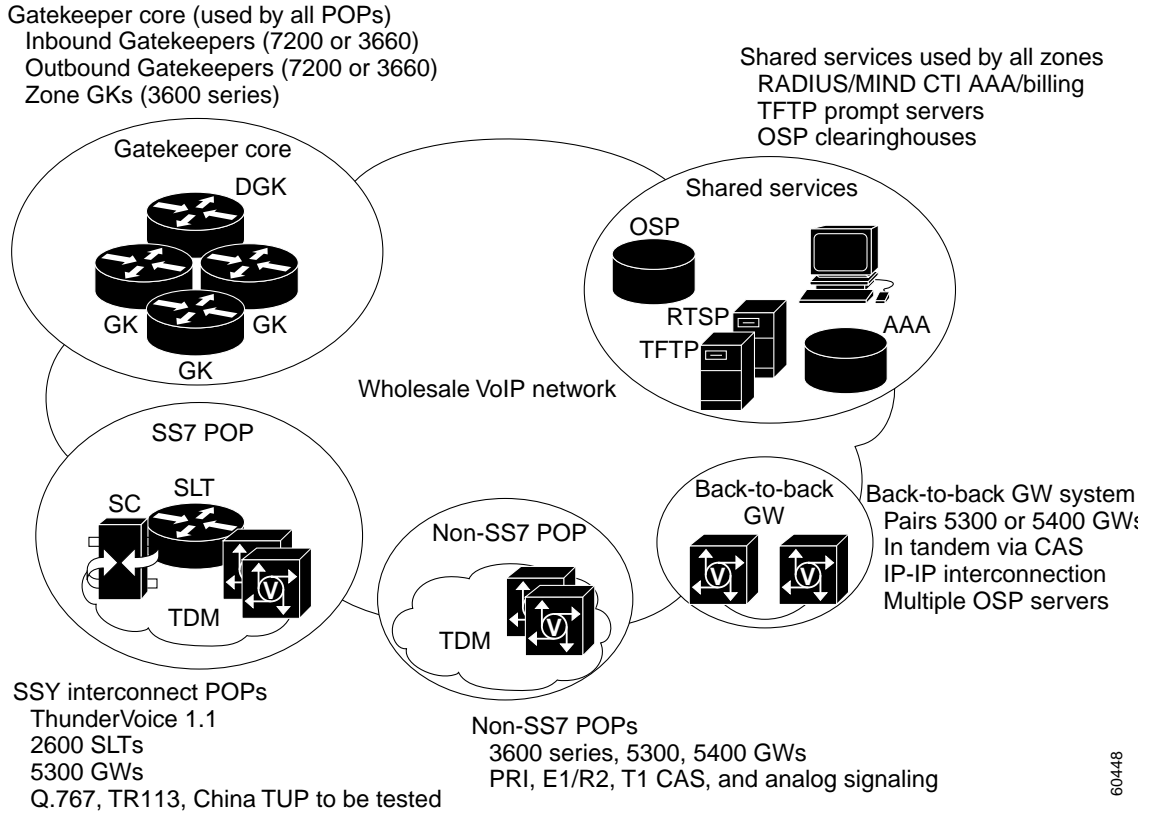 Gatekeeper core (used by all POPs)
Inbound Gatekeepers (7200 or 3660)
Outbound Gatekeepers (7200 or 3660)
Zone GKs (3600 series)
Shared services used by all zones
RADIUS/MIND CTI AAA/billing
TFTP prompt servers
OSP clearinghouses
Gatekeeper core
DGK
GK
GK
GK
Shared services
OSP
RTSP
TFTP
AAA
Wholesale VoIP network
SS7 POP
SC
SLT
TDM
V
Non-SS7 POP
TDM
V
Back-to-back
GW
V
V
Back-to-back GW system
Pairs 5300 or 5400 GWs
In tandem via CAS
IP-IP interconnection
Multiple OSP servers
SSY interconnect POPs
ThunderVoice 1.1
2600 SLTs
5300 GWs
Q.767, TR113, China TUP to be tested
Non-SS7 POPs
3600 series, 5300, 5400 GWs
PRI, E1/R2, T1 CAS, and analog signaling
60448